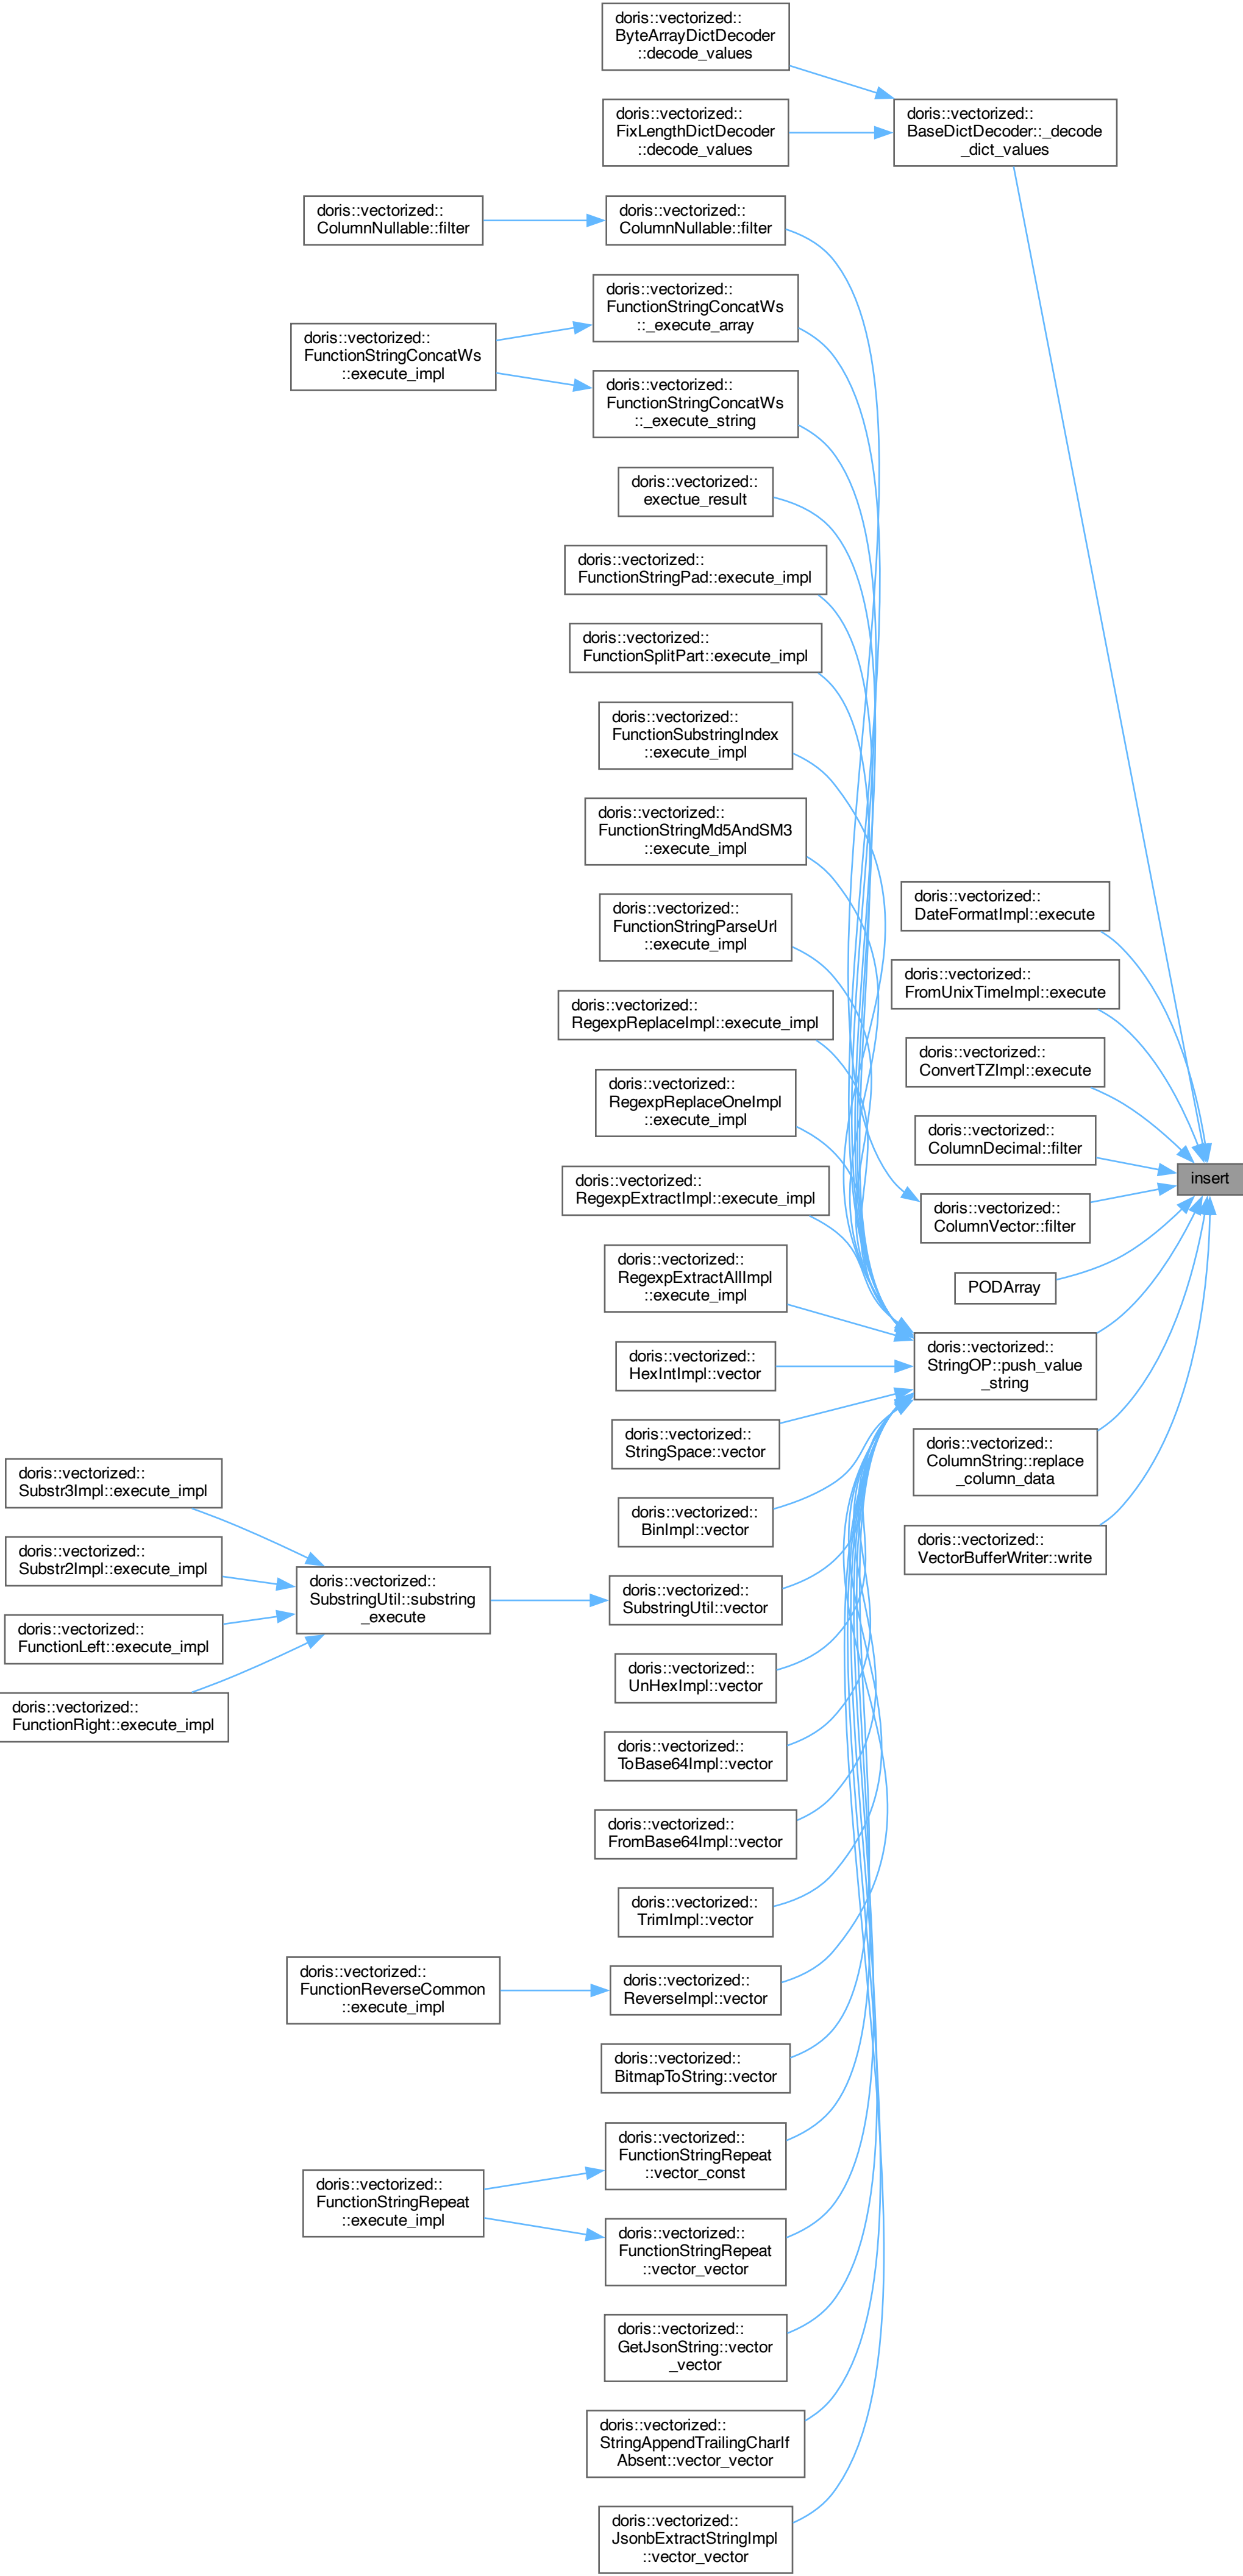 doris::vectorized::
ByteArrayDictDecoder
::decode_values
doris::vectorized::
FixLengthDictDecoder
::decode_values
doris::vectorized::
BaseDictDecoder::_decode
_dict_values
doris::vectorized::
ColumnNullable::filter
doris::vectorized::
ColumnNullable::filter
doris::vectorized::
FunctionStringConcatWs
::_execute_array
doris::vectorized::
FunctionStringConcatWs
::execute_impl
doris::vectorized::
FunctionStringConcatWs
::_execute_string
doris::vectorized::
exectue_result
doris::vectorized::
FunctionStringPad::execute_impl
doris::vectorized::
FunctionSplitPart::execute_impl
doris::vectorized::
FunctionSubstringIndex
::execute_impl
doris::vectorized::
FunctionStringMd5AndSM3
::execute_impl
doris::vectorized::
FunctionStringParseUrl
::execute_impl
doris::vectorized::
RegexpReplaceImpl::execute_impl
doris::vectorized::
RegexpReplaceOneImpl
::execute_impl
doris::vectorized::
RegexpExtractImpl::execute_impl
doris::vectorized::
RegexpExtractAllImpl
::execute_impl
doris::vectorized::
HexIntImpl::vector
doris::vectorized::
StringSpace::vector
doris::vectorized::
BinImpl::vector
doris::vectorized::
DateFormatImpl::execute
doris::vectorized::
FromUnixTimeImpl::execute
doris::vectorized::
ConvertTZImpl::execute
doris::vectorized::
ColumnDecimal::filter
insert
doris::vectorized::
ColumnVector::filter
PODArray
doris::vectorized::
StringOP::push_value
_string
doris::vectorized::
ColumnString::replace
_column_data
doris::vectorized::
VectorBufferWriter::write
doris::vectorized::
Substr3Impl::execute_impl
doris::vectorized::
Substr2Impl::execute_impl
doris::vectorized::
FunctionLeft::execute_impl
doris::vectorized::
FunctionRight::execute_impl
doris::vectorized::
SubstringUtil::substring
_execute
doris::vectorized::
SubstringUtil::vector
doris::vectorized::
UnHexImpl::vector
doris::vectorized::
ToBase64Impl::vector
doris::vectorized::
FromBase64Impl::vector
doris::vectorized::
TrimImpl::vector
doris::vectorized::
FunctionReverseCommon
::execute_impl
doris::vectorized::
ReverseImpl::vector
doris::vectorized::
BitmapToString::vector
doris::vectorized::
FunctionStringRepeat
::vector_const
doris::vectorized::
FunctionStringRepeat
::execute_impl
doris::vectorized::
FunctionStringRepeat
::vector_vector
doris::vectorized::
GetJsonString::vector
_vector
doris::vectorized::
StringAppendTrailingCharIf
Absent::vector_vector
doris::vectorized::
JsonbExtractStringImpl
::vector_vector